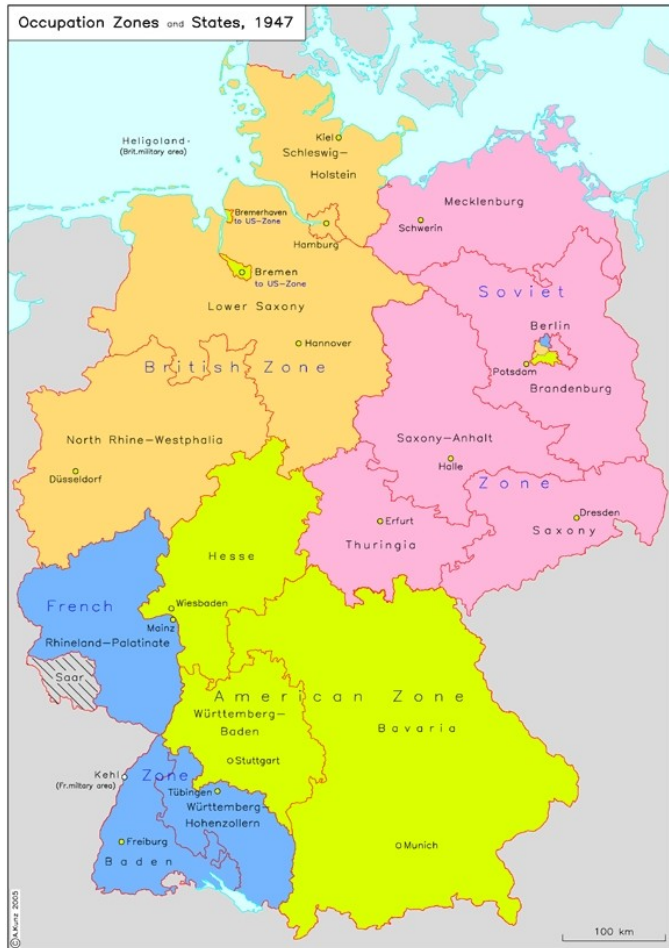 Occupation Zones and States, 1947
Heligoland-
(Brit.military area)
Kiel
Schleswig-
Holstein
Mecklenburg
Schwerin
Bremerhaven
to US-Zone
Hamburg
Bremen
to US-Zone
Lower Saxony
Soviet
Berlin
Hannover
British Zone
Potsdam
Brandenburg
North Rhine-Westphalia
Düsseldorf
Saxony-Anhalt
Halle
Zone
Dresden
Saxony
Erfurt
Thuringia
Hesse
French
Wiesbaden
Mainz
Rhineland-Palatinate
Saar
American Zone
Württemberg-
Baden
Bavaria
Stuttgart
Kehl
(Fr.military area)
Zone
Tübingen
Württemberg-
Hohenzollern
Freiburg
Baden
Munich
©A.Kunz 2005
100 km